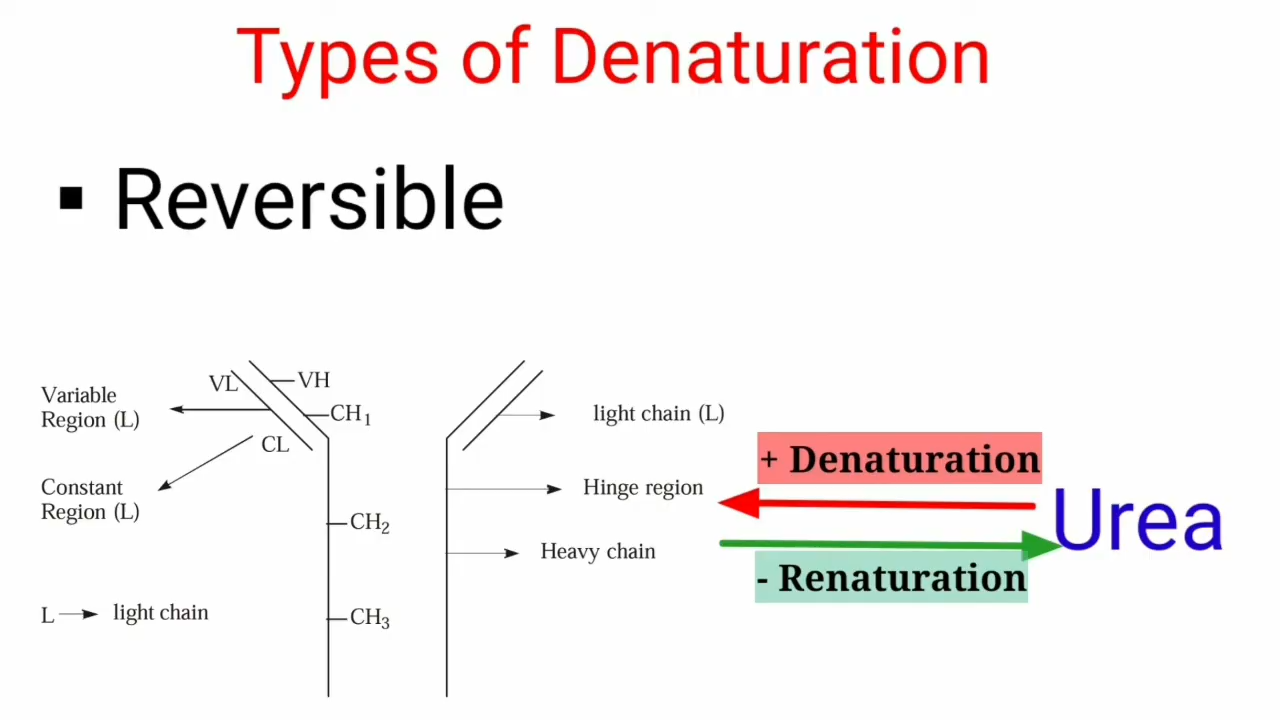 Types of Denaturation
▪ Reversible
VL
VH
Variable
Region (L)
CH₁
CL
light chain (L)
Constant
Region (L)
Hinge region
CH₂
Heavy chain
L
light chain
CH₃
+ Denaturation
Urea
- Renaturation